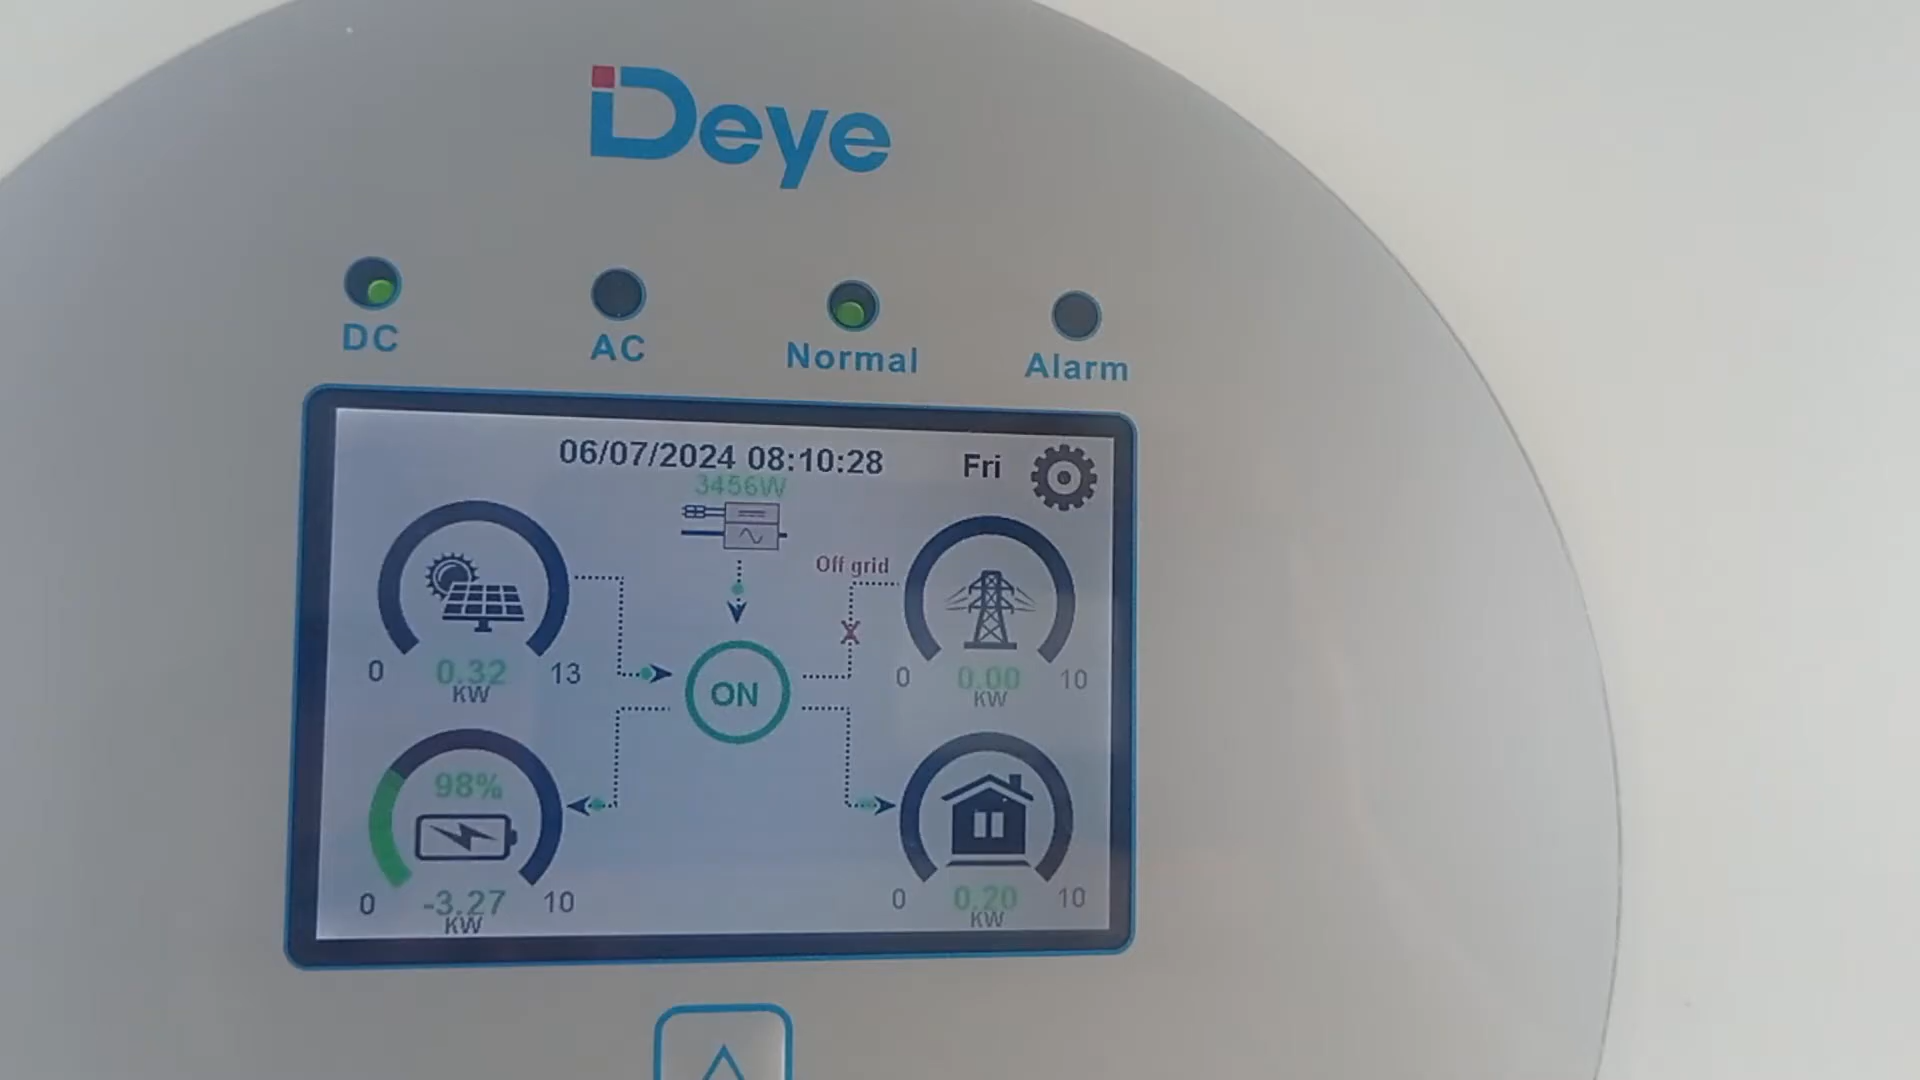 Deye
DC
AC
Normal
Alarm
06/07/2024 08:10:28
Fri
3456W
Off grid
0
0.32
13
KW
ON
0
0.00
10
KW
98%
0
-3.27
10
KW
0
0.20
10
KW